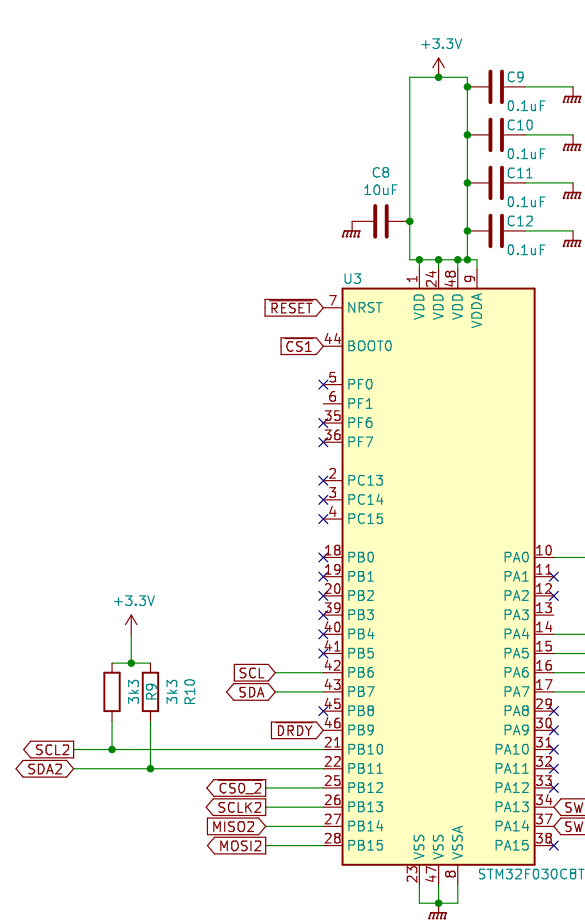 +3.3V
C9
0.1uF
C10
0.1uF
C11
0.1uF
C12
0.1uF
C8
10uF
1 24 48 9
VDD VDD VDD VDDA
U3
RESET 7 NRST
CS1 44 BOOT0
5 PF0
6 PF1
35 PF6
36 PF7
2 PC13
3 PC14
4 PC15
18 PB0 PA0 10
19 PB1 PA1 11
20 PB2 PA2 12
39 PB3 PA3 13
40 PB4 PA4 14
41 PB5 PA5 15
SCL 42 PB6 PA6 16
SDA 43 PB7 PA7 17
45 PB8 PA8 29
DRDY 46 PB9 PA9 30
SCL2 21 PB10 PA10 31
SDA2 22 PB11 PA11 32
CS0_2 25 PB12 PA12 33
SCLK2 26 PB13 PA13 34 SW
MISO2 27 PB14 PA14 37 SW
MOSI2 28 PB15 PA15 38
+3.3V
3k3 R9 3k3 R10
VSS VSS VSSA
23 47 8
STM32F030C8T